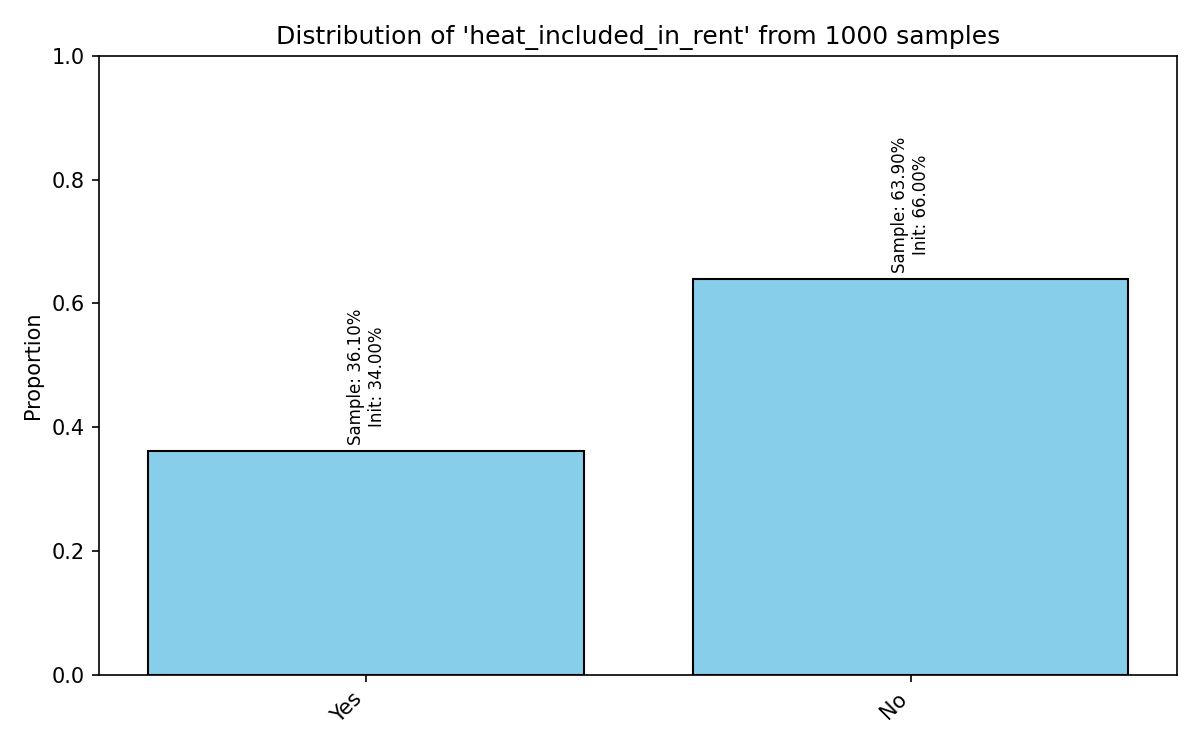 Distribution of 'heat_included_in_rent' from 1000 samples
Proportion
1.0
0.8
0.6
0.4
0.2
0.0
Sample: 36.10%
Init: 34.00%
Sample: 63.90%
Init: 66.00%
Yes
No